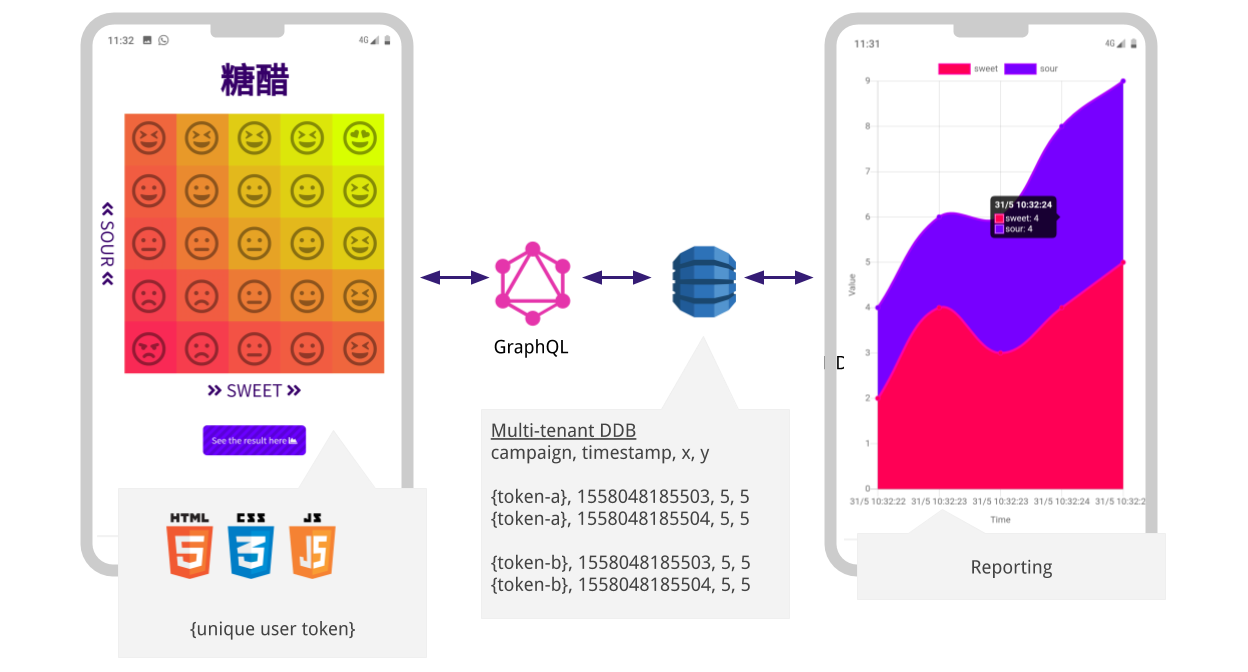 11:32
4G
糖醋
SOUR
SWEET
See the result here
HTML
5
CSS
3
JS
JS
{unique user token}
GraphQL
Multi-tenant DDB
campaign, timestamp, x, y
{token-a}, 1558048185503, 5, 5
{token-a}, 1558048185504, 5, 5
{token-b}, 1558048185503, 5, 5
{token-b}, 1558048185504, 5, 5
11:31
4G
sweet
sour
9
8
7
6
5
4
3
2
1
0
Value
31/5 10:32:24
sweet: 4
sour: 4
31/5 10:32:22 31/5 10:32:23 31/5 10:32:23 31/5 10:32:24 31/5 10:32:2
Time
Reporting